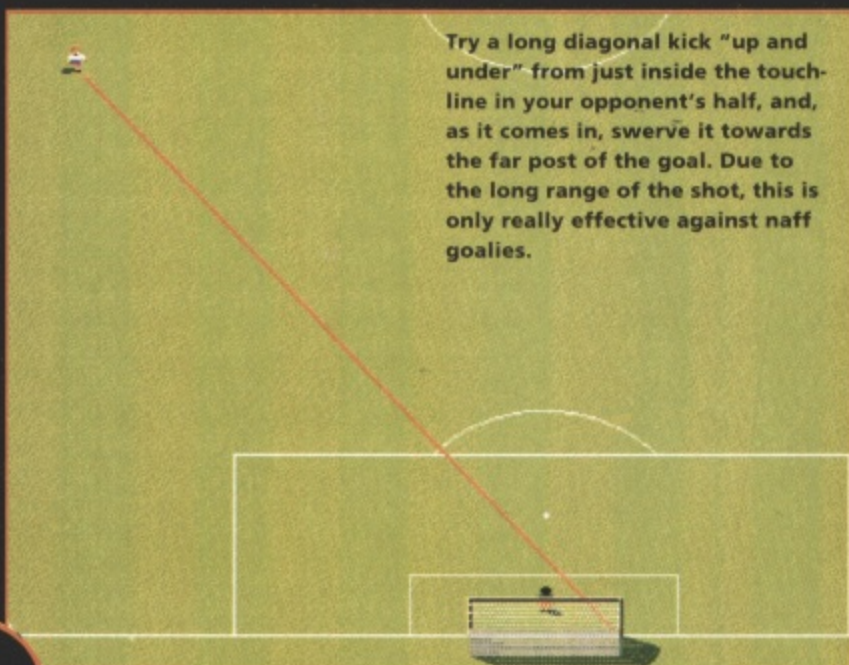 Try a long diagonal kick “up and
under” from just inside the touch-
line in your opponent’s half, and,
as it comes in, swerve it towards
the far post of the goal. Due to
the long range of the shot, this is
only really effective against naff
goalies.